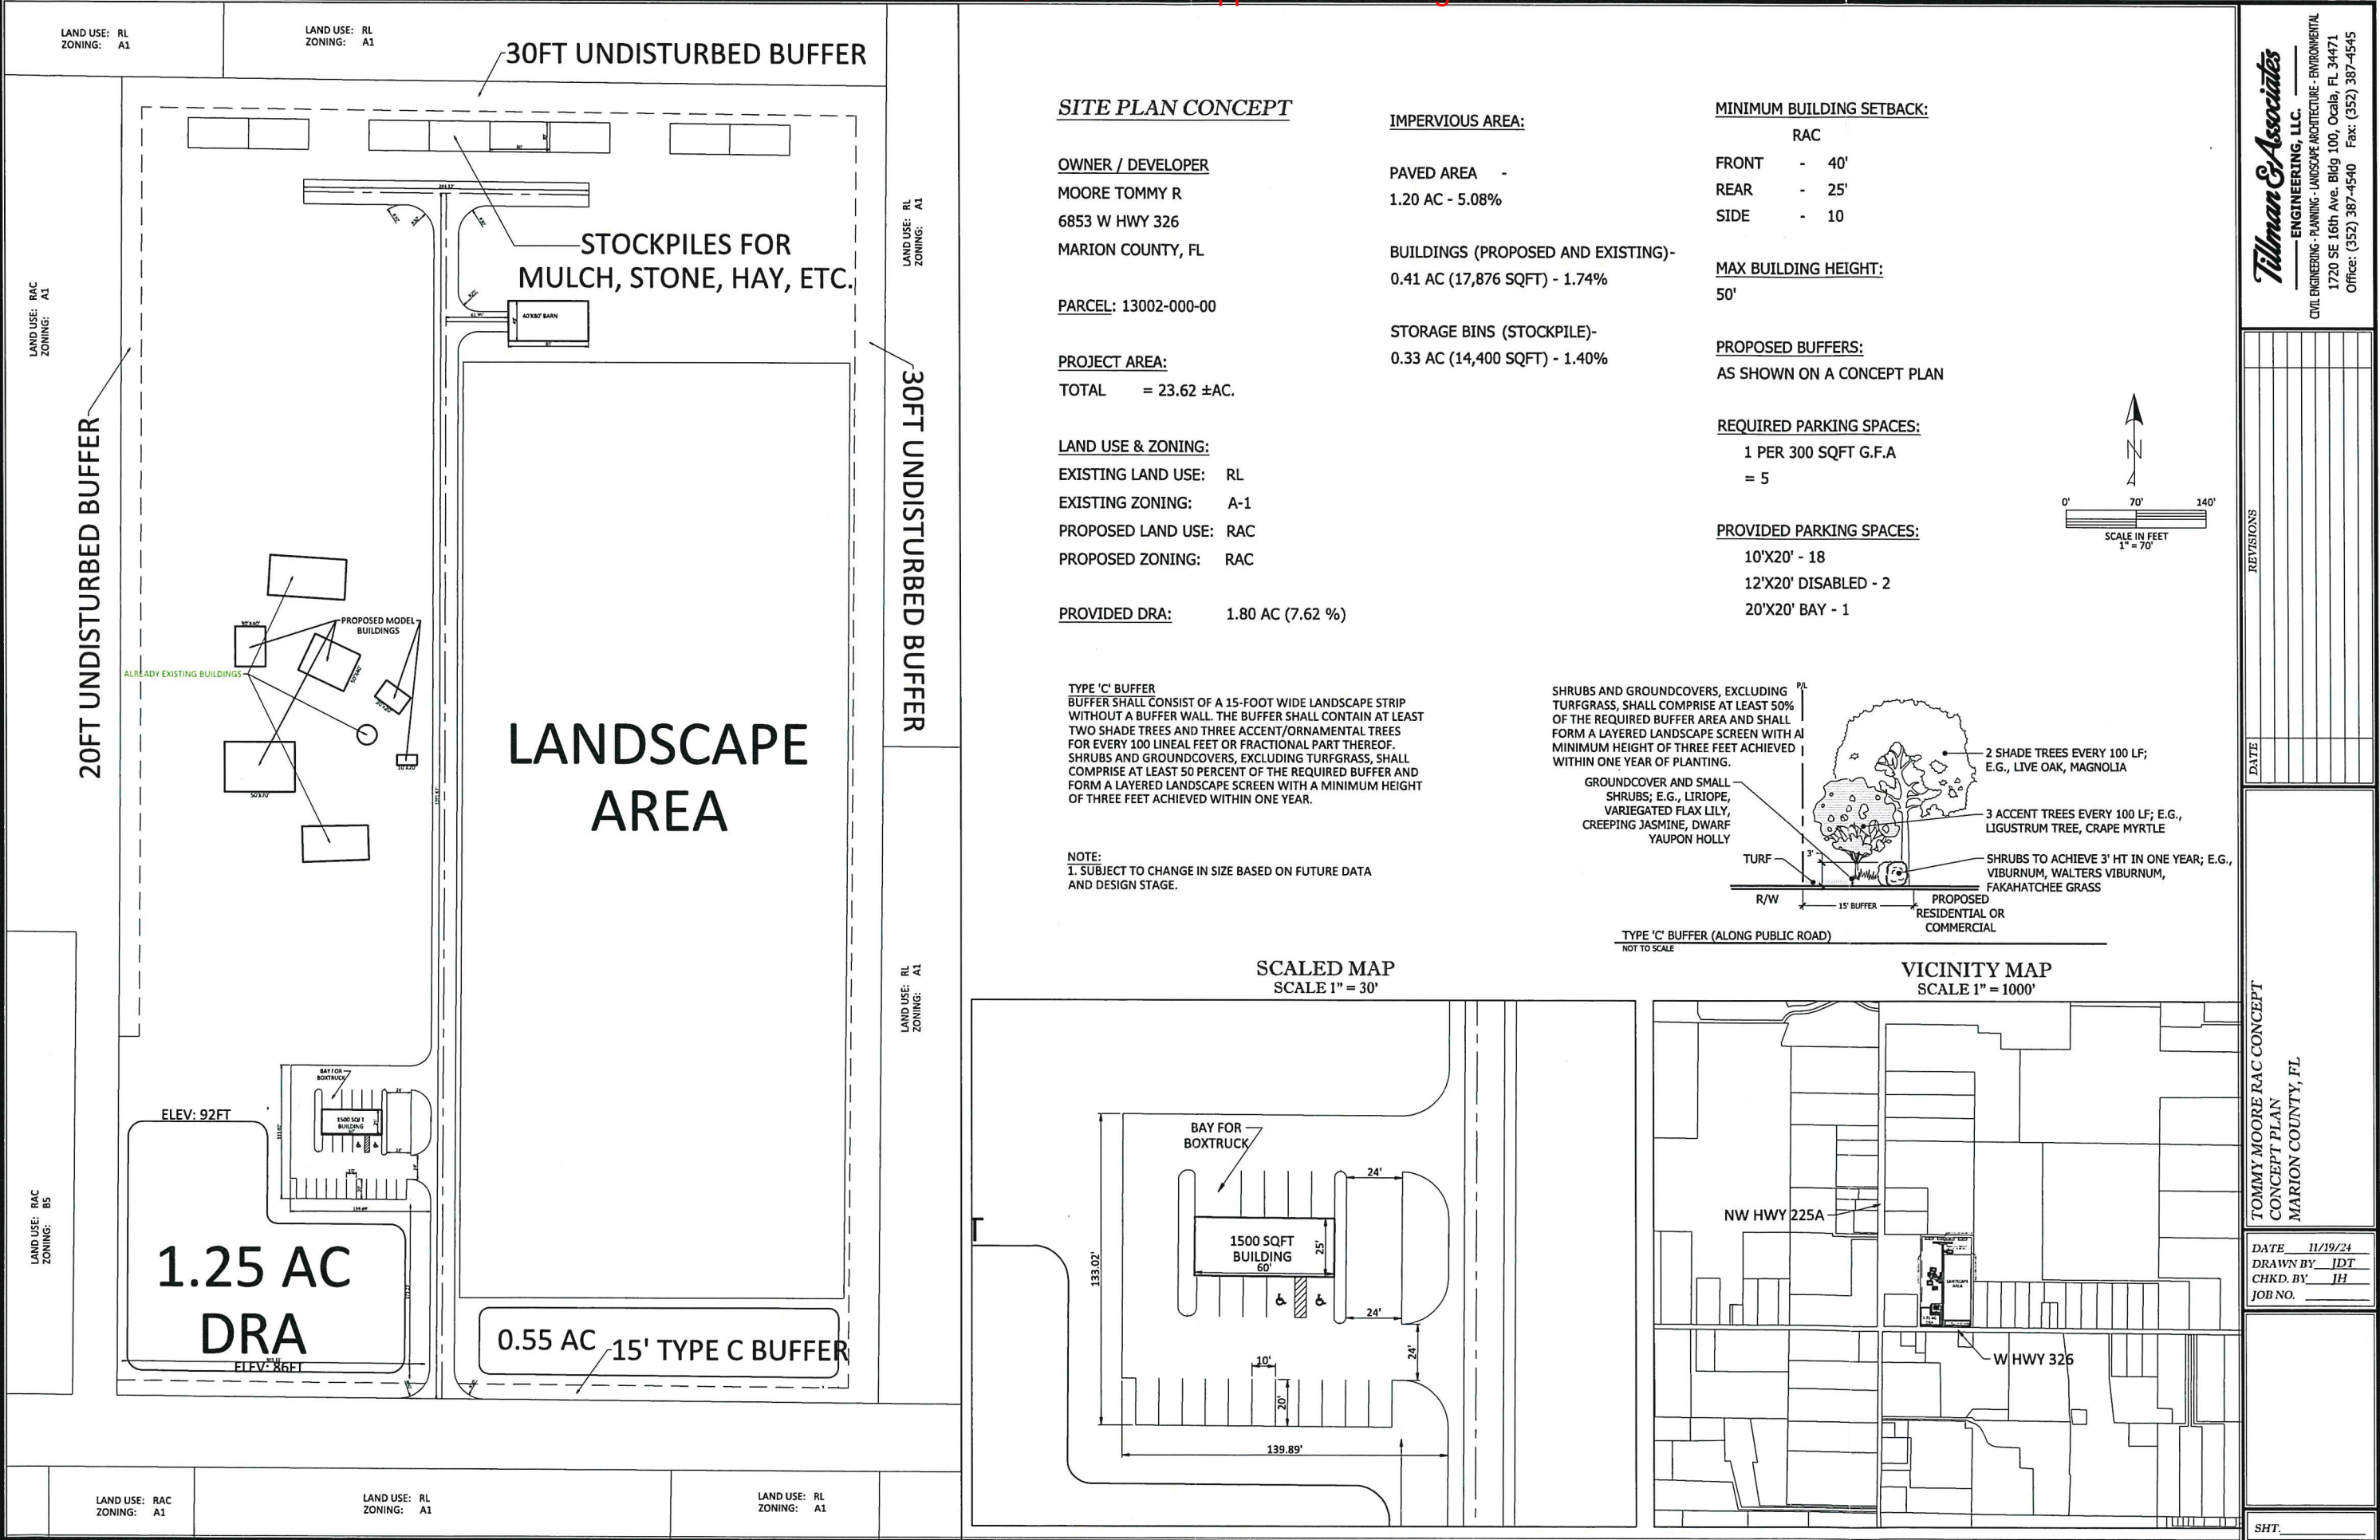 LAND USE: RL
ZONING: A1
LAND USE: RL
ZONING: A1
30FT UNDISTURBED BUFFER
STOCKPILES FOR
MULCH, STONE, HAY, ETC.
40'X80' BARN
LAND USE: RL
ZONING: A1
LAND USE: RAC
ZONING: A1
20FT UNDISTURBED BUFFER
30FT UNDISTURBED BUFFER
PROPOSED MODEL
BUILDINGS
ALREADY EXISTING BUILDINGS
50'X70'
LANDSCAPE
AREA
LAND USE: RL
ZONING: A1
BAY FOR
BOXTRUCK
1500 SQFT
BUILDING
ELEV: 92FT
1.25 AC
DRA
ELEV: 86FT
0.55 AC
15' TYPE C BUFFER
LAND USE: RAC
ZONING: B5
LAND USE: RAC
ZONING: A1
LAND USE: RL
ZONING: A1
LAND USE: RL
ZONING: A1
SITE PLAN CONCEPT
OWNER / DEVELOPER
MOORE TOMMY R
6853 W HWY 326
MARION COUNTY, FL
PARCEL: 13002-000-00
PROJECT AREA:
TOTAL = 23.62 ±AC.
LAND USE & ZONING:
EXISTING LAND USE: RL
EXISTING ZONING: A-1
PROPOSED LAND USE: RAC
PROPOSED ZONING: RAC
PROVIDED DRA: 1.80 AC (7.62 %)
IMPERVIOUS AREA:
PAVED AREA -
1.20 AC - 5.08%
BUILDINGS (PROPOSED AND EXISTING)-
0.41 AC (17,876 SQFT) - 1.74%
STORAGE BINS (STOCKPILE)-
0.33 AC (14,400 SQFT) - 1.40%
MINIMUM BUILDING SETBACK:
RAC
FRONT - 40'
REAR - 25'
SIDE - 10
MAX BUILDING HEIGHT:
50'
PROPOSED BUFFERS:
AS SHOWN ON A CONCEPT PLAN
REQUIRED PARKING SPACES:
1 PER 300 SQFT G.F.A
= 5
PROVIDED PARKING SPACES:
10'X20' - 18
12'X20' DISABLED - 2
20'X20' BAY - 1
N
0' 70' 140'
SCALE IN FEET
1" = 70'
TYPE 'C' BUFFER
BUFFER SHALL CONSIST OF A 15-FOOT WIDE LANDSCAPE STRIP
WITHOUT A BUFFER WALL. THE BUFFER SHALL CONTAIN AT LEAST
TWO SHADE TREES AND THREE ACCENT/ORNAMENTAL TREES
FOR EVERY 100 LINEAL FEET OR FRACTIONAL PART THEREOF.
SHRUBS AND GROUNDCOVERS, EXCLUDING TURFGRASS, SHALL
COMPRISE AT LEAST 50 PERCENT OF THE REQUIRED BUFFER AND
FORM A LAYERED LANDSCAPE SCREEN WITH A MINIMUM HEIGHT
OF THREE FEET ACHIEVED WITHIN ONE YEAR.
NOTE:
1. SUBJECT TO CHANGE IN SIZE BASED ON FUTURE DATA
AND DESIGN STAGE.
SHRUBS AND GROUNDCOVERS, EXCLUDING
TURFGRASS, SHALL COMPRISE AT LEAST 50%
OF THE REQUIRED BUFFER AREA AND SHALL
FORM A LAYERED LANDSCAPE SCREEN WITH A
MINIMUM HEIGHT OF THREE FEET ACHIEVED
WITHIN ONE YEAR OF PLANTING.
P/L
GROUNDCOVER AND SMALL
SHRUBS; E.G., LIRIOPE,
VARIEGATED FLAX LILY,
CREEPING JASMINE, DWARF
YAUPON HOLLY
TURF
3'
2 SHADE TREES EVERY 100 LF;
E.G., LIVE OAK, MAGNOLIA
3 ACCENT TREES EVERY 100 LF; E.G.,
LIGUSTRUM TREE, CRAPE MYRTLE
SHRUBS TO ACHIEVE 3' HT IN ONE YEAR; E.G.,
VIBURNUM, WALTERS VIBURNUM,
FAKAHATCHEE GRASS
R/W
15' BUFFER
PROPOSED
RESIDENTIAL OR
COMMERCIAL
TYPE 'C' BUFFER (ALONG PUBLIC ROAD)
NOT TO SCALE
SCALED MAP
SCALE 1" = 30'
BAY FOR
BOXTRUCK
24'
1500 SQFT
BUILDING
60'
25'
133.02'
24'
24'
10'
20'
139.89'
T
VICINITY MAP
SCALE 1" = 1000'
NW HWY 225A
W HWY 326
Tillman & Associates
ENGINEERING, LLC.
CIVIL ENGINEERING - PLANNING - LANDSCAPE ARCHITECTURE - ENVIRONMENTAL
1720 SE 16th Ave. Bldg 100, Ocala, FL 34471
Office: (352) 387-4540 Fax: (352) 387-4545
REVISIONS
DATE
TOMMY MOORE RAC CONCEPT
CONCEPT PLAN
MARION COUNTY, FL
DATE 11/19/24
DRAWN BY JDT
CHKD. BY JH
JOB NO.
SHT.